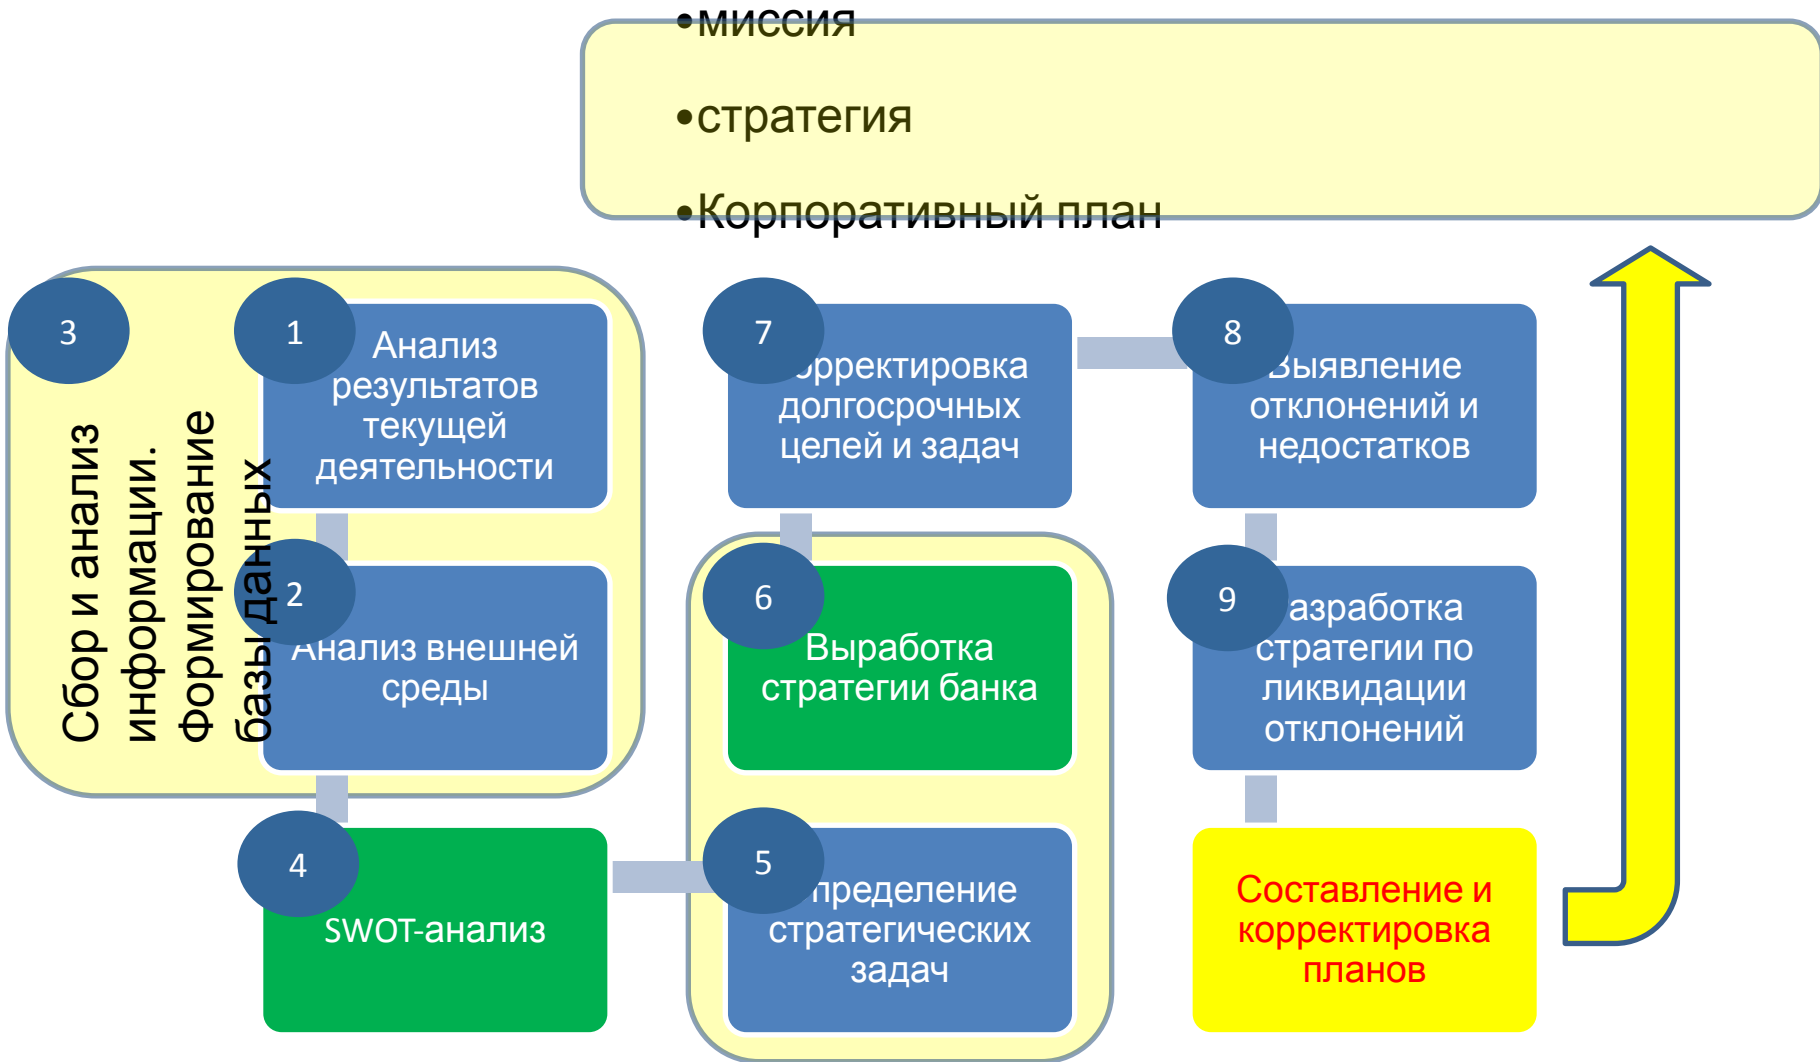 •миссия
•стратегия
•Корпоративный план
3
Сбор и анализ
информации.
Формирование
базы данных
1
Анализ
результатов
текущей
деятельности
2
Анализ внешней
среды
4
SWOT-анализ
5
пределение
стратегических
задач
6
Выработка
стратегии банка
7
орректировка
долгосрочных
целей и задач
8
Выявление
отклонений и
недостатков
9
азработка
стратегии по
ликвидации
отклонений
Составление и
корректировка
планов